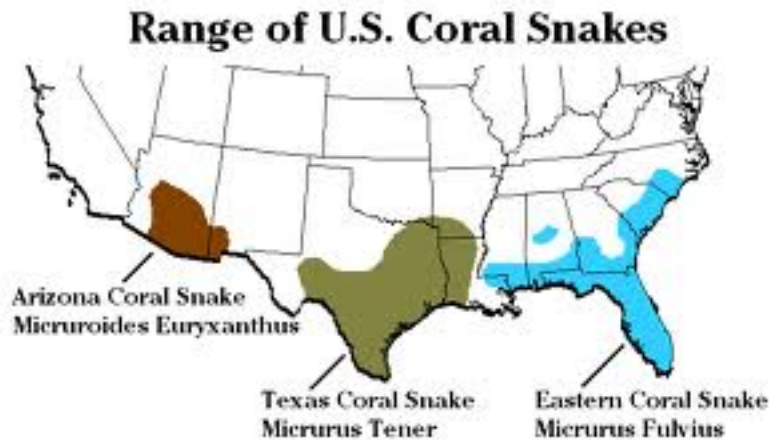 Range of U.S. Coral Snakes
Arizona Coral Snake
Micruroides Euryxanthus
Texas Coral Snake
Micrurus Tener
Eastern Coral Snake
Micrurus Fulvius